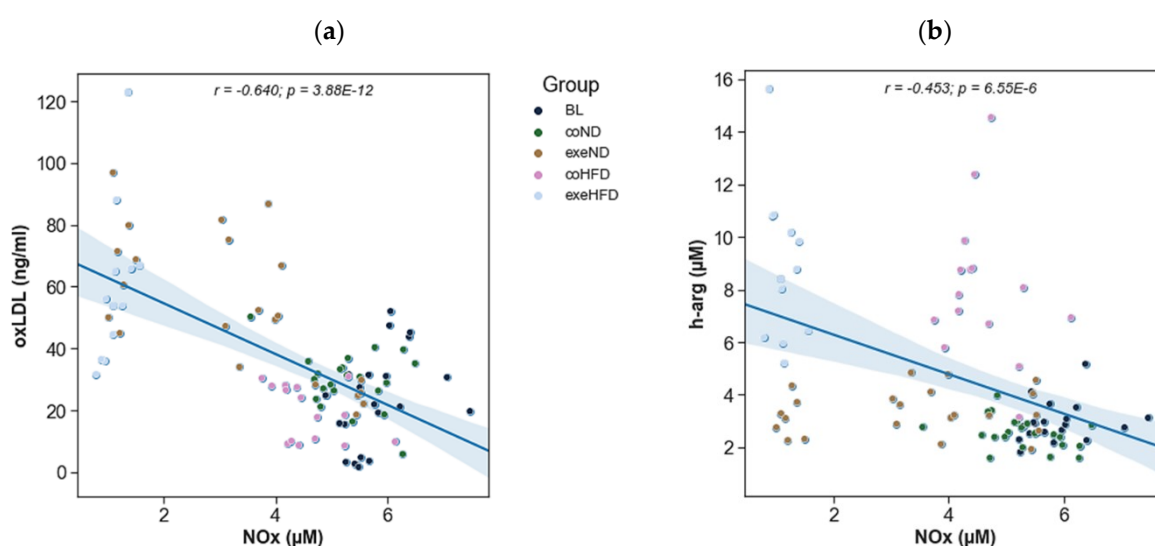 (a)
(b)
r = -0.640; p = 3.88E-12
Group
BL
coND
exeND
coHFD
exeHFD
r = -0.453; p = 6.55E-6
120
100
80
60
40
20
0
oxLDL (ng/ml)
2
4
6
NOx (µM)
16
14
12
10
8
6
4
2
h-arg (µM)
2
4
6
NOx (µM)